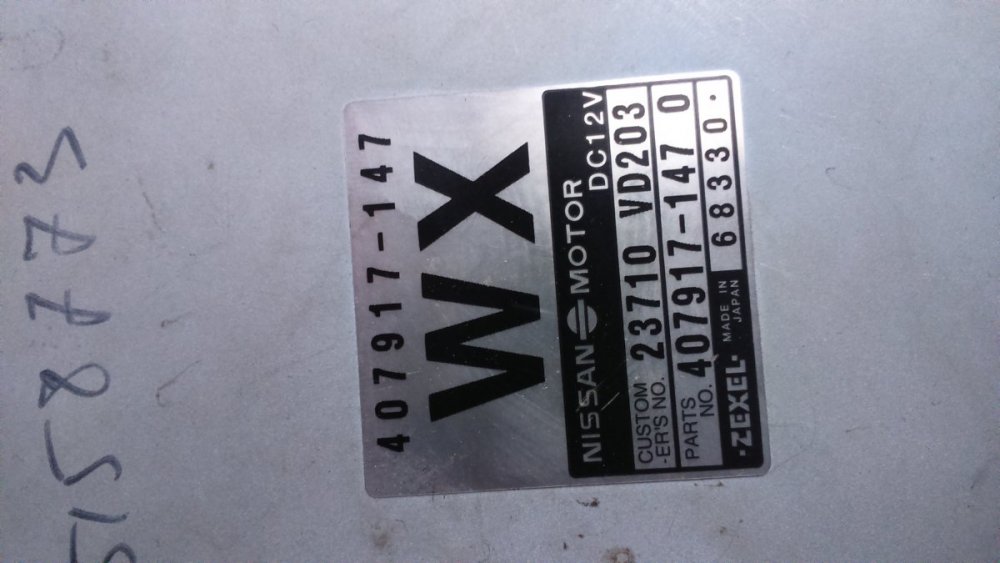 5158773
407917-147
WX
NISSAN MOTOR
DC12V
CUSTOM
-ER'S NO. 23710 VD203
PARTS
NO. 407917-147 0
·ZEXEL· MADE IN
JAPAN 68330·